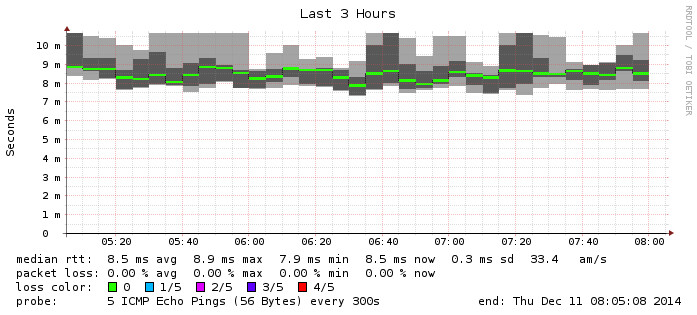 Last 3 Hours
RRDTOOL / TOBI OETIKER
Seconds
10 m
9 m
8 m
7 m
6 m
5 m
4 m
3 m
2 m
1 m
0
05:20 05:40 06:00 06:20 06:40 07:00 07:20 07:40 08:00
median rtt: 8.5 ms avg 8.9 ms max 7.9 ms min 8.5 ms now 0.3 ms sd 33.4 am/s
packet loss: 0.00 % avg 0.00 % max 0.00 % min 0.00 % now
loss color: 0 1/5 2/5 3/5 4/5
probe: 5 ICMP Echo Pings (56 Bytes) every 300s end: Thu Dec 11 08:05:08 2014